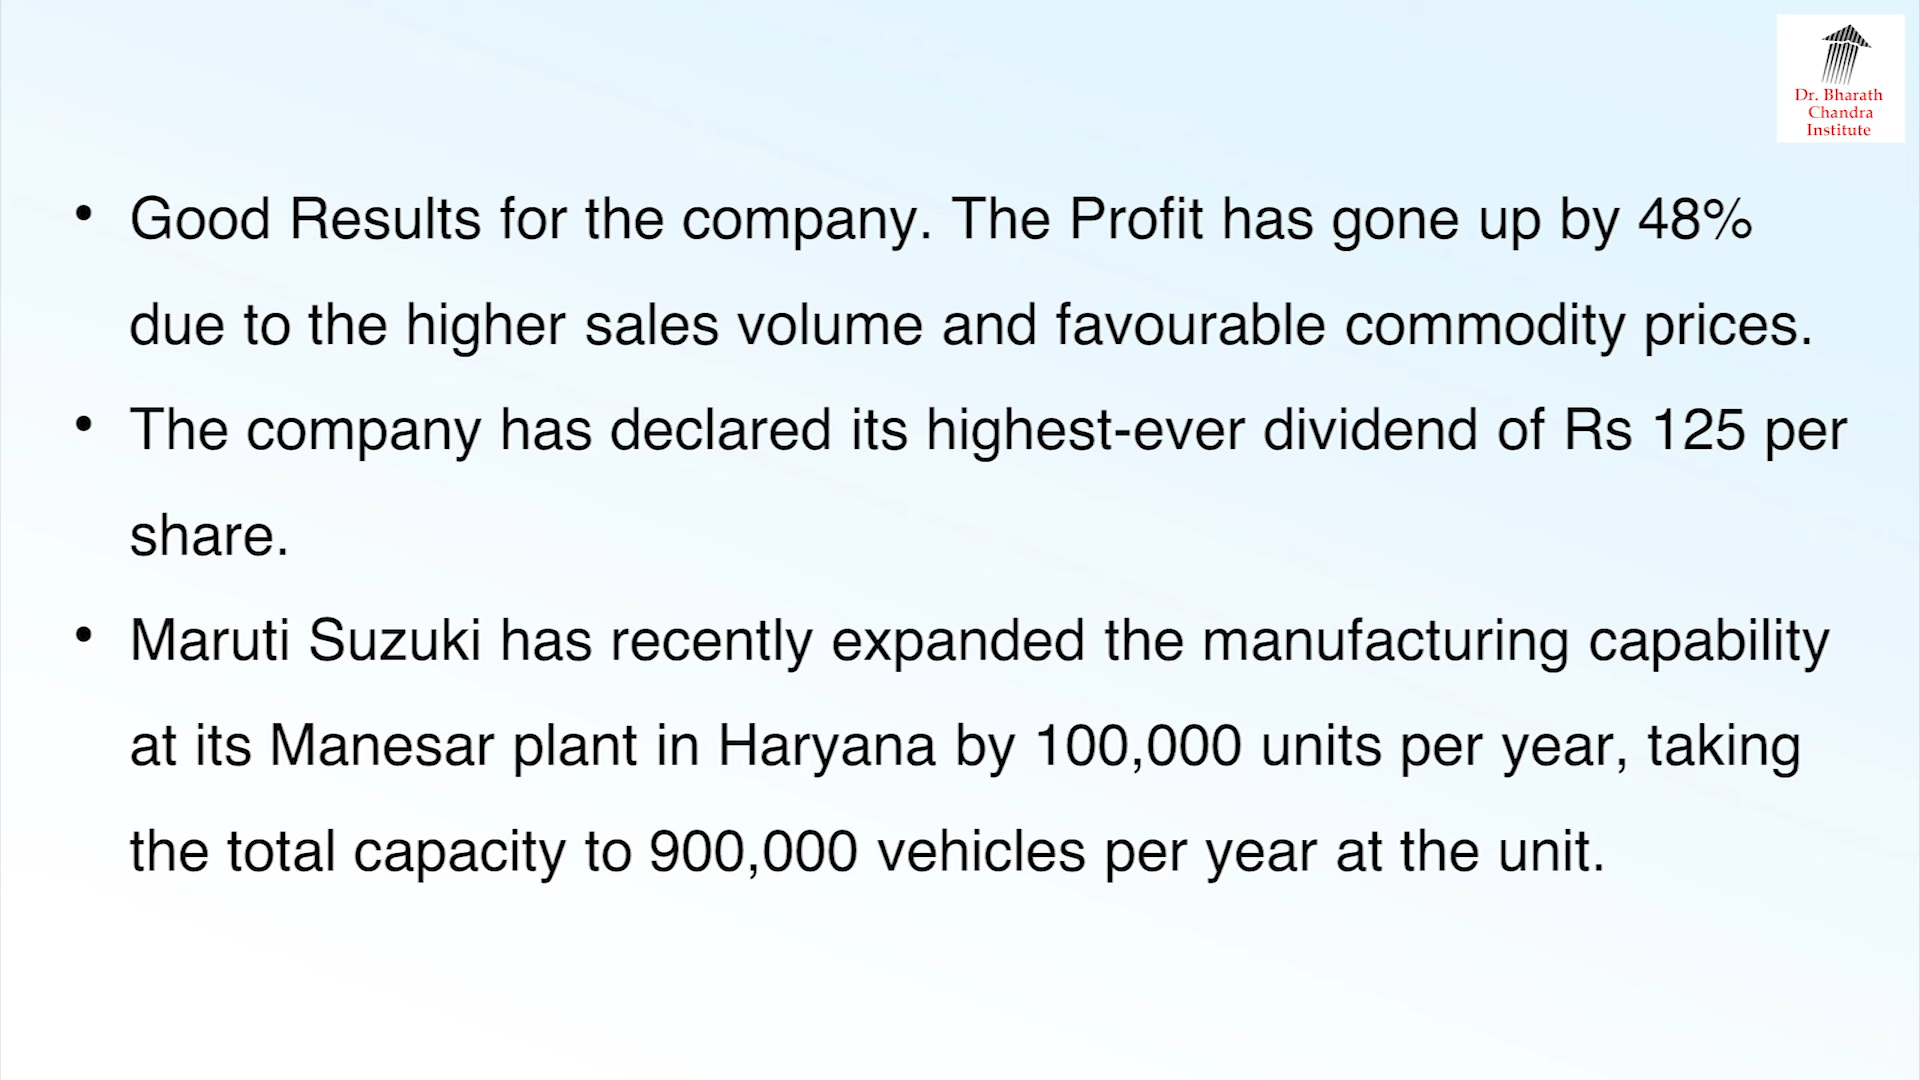 Dr. Bharath
Chandra
Institute
• Good Results for the company. The Profit has gone up by 48%
due to the higher sales volume and favourable commodity prices.
• The company has declared its highest-ever dividend of Rs 125 per
share.
• Maruti Suzuki has recently expanded the manufacturing capability
at its Manesar plant in Haryana by 100,000 units per year, taking
the total capacity to 900,000 vehicles per year at the unit.